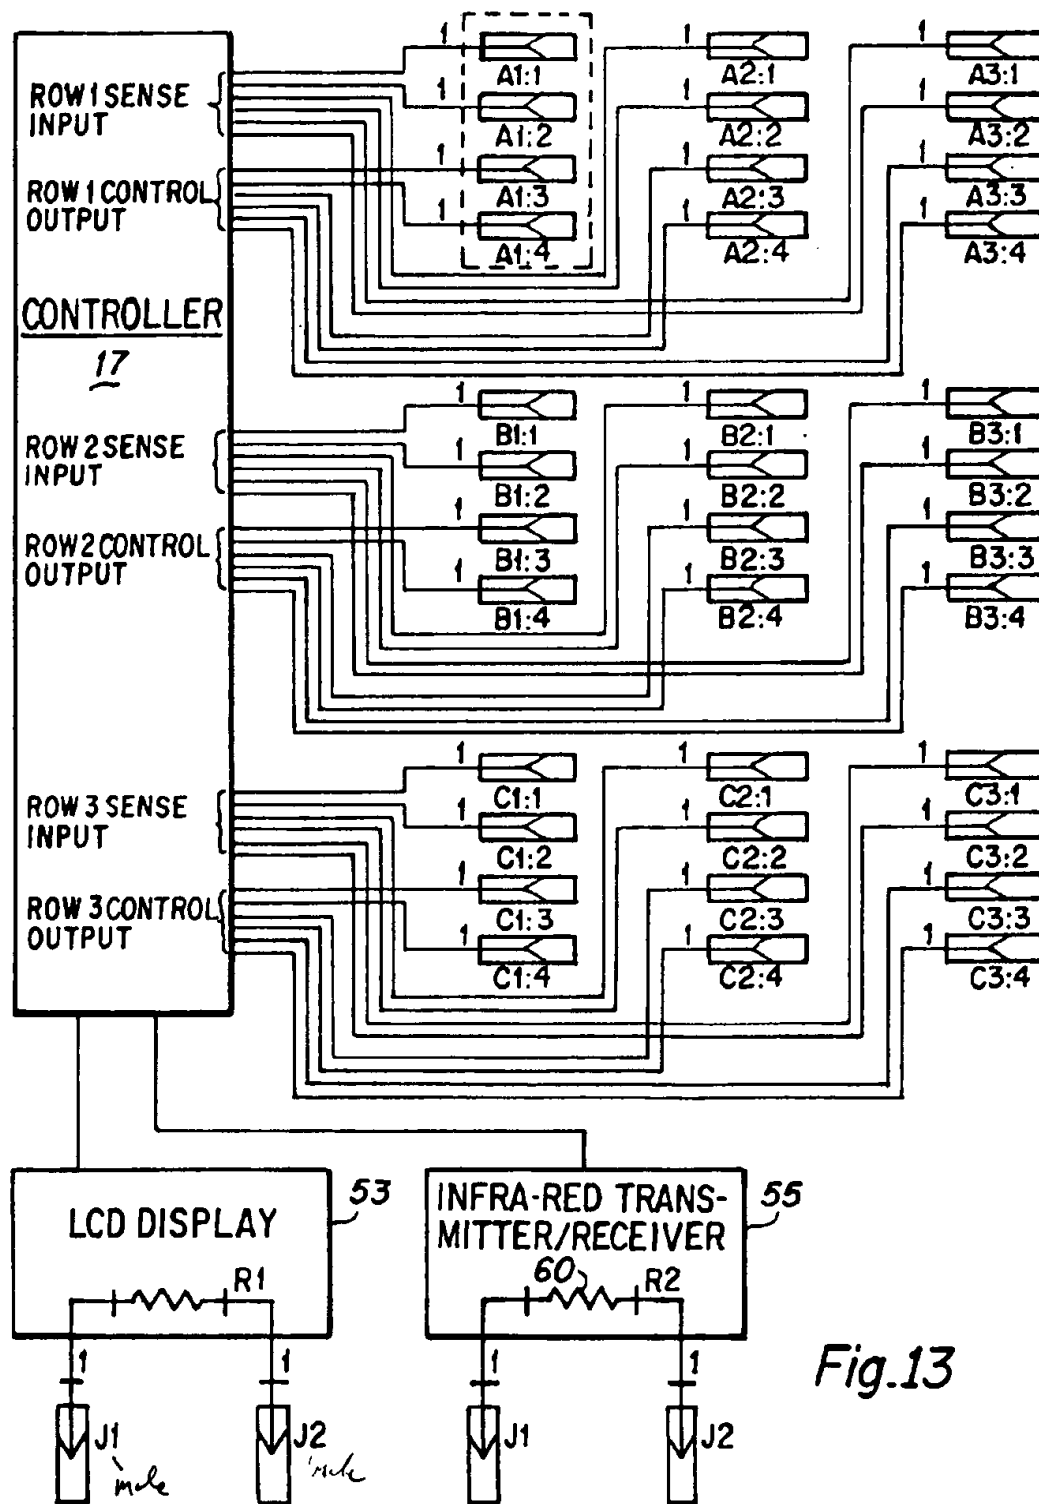 1 1 1
A1:1 A2:1 A3:1
ROW 1 SENSE
INPUT
1 1 1
A1:2 A2:2 A3:2
1 1 1
ROW 1 CONTROL
OUTPUT
A1:3 A2:3 A3:3
1 1 1
A1:4 A2:4 A3:4
CONTROLLER
17
1 1 1
B1:1 B2:1 B3:1
ROW 2 SENSE
INPUT
1 1 1
B1:2 B2:2 B3:2
1 1 1
ROW 2 CONTROL
OUTPUT
B1:3 B2:3 B3:3
1 1 1
B1:4 B2:4 B3:4
1 1 1
C1:1 C2:1 C3:1
ROW 3 SENSE
INPUT
1 1 1
C1:2 C2:2 C3:2
1 1 1
ROW 3 CONTROL
OUTPUT
C1:3 C2:3 C3:3
1 1 1
C1:4 C2:4 C3:4
LCD DISPLAY
53
R1
INFRA-RED TRANS-
MITTER/RECEIVER
55
60
R2
1 1 1 1
J1 J2 J1 J2
male male
Fig. 13